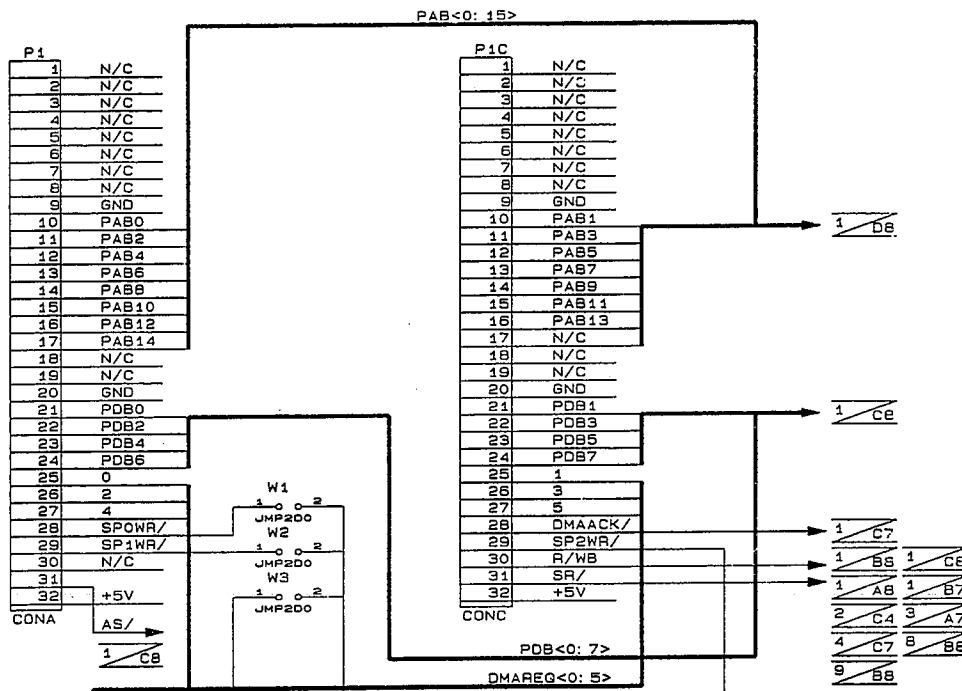 PAB<0: 15>
P1
1 N/C
2 N/C
3 N/C
4 N/C
5 N/C
6 N/C
7 N/C
8 N/C
9 GND
10 PAB0
11 PAB2
12 PAB4
13 PAB6
14 PAB8
15 PAB10
16 PAB12
17 PAB14
18 N/C
19 N/C
20 GND
21 PDB0
22 PDB2
23 PDB4
24 PDB6
25 0
26 2
27 4
28 SP0WR/
29 SP1WR/
30 N/C
31
32 +5V
CONA
AS/
1 C8
W1
1 2
JMP2D0
W2
1 2
JMP2D0
W3
1 2
JMP2D0
P1C
1 N/C
2 N/C
3 N/C
4 N/C
5 N/C
6 N/C
7 N/C
8 N/C
9 GND
10 PAB1
11 PAB3
12 PAB5
13 PAB7
14 PAB9
15 PAB11
16 PAB13
17 N/C
18 N/C
19 N/C
20 GND
21 PDB1
22 PDB3
23 PDB5
24 PDB7
25 1
26 3
27 5
28 DMAACK/
29 SP2WR/
30 R/WB
31 SR/
32 +5V
CONC
PDB<0: 7>
DMAREQ<0: 5>
1 D8
1 C8
1 C7
1 B8 1 C8
1 A8 1 B7
2 C4 3 A7
4 C7 8 B8
9 B8